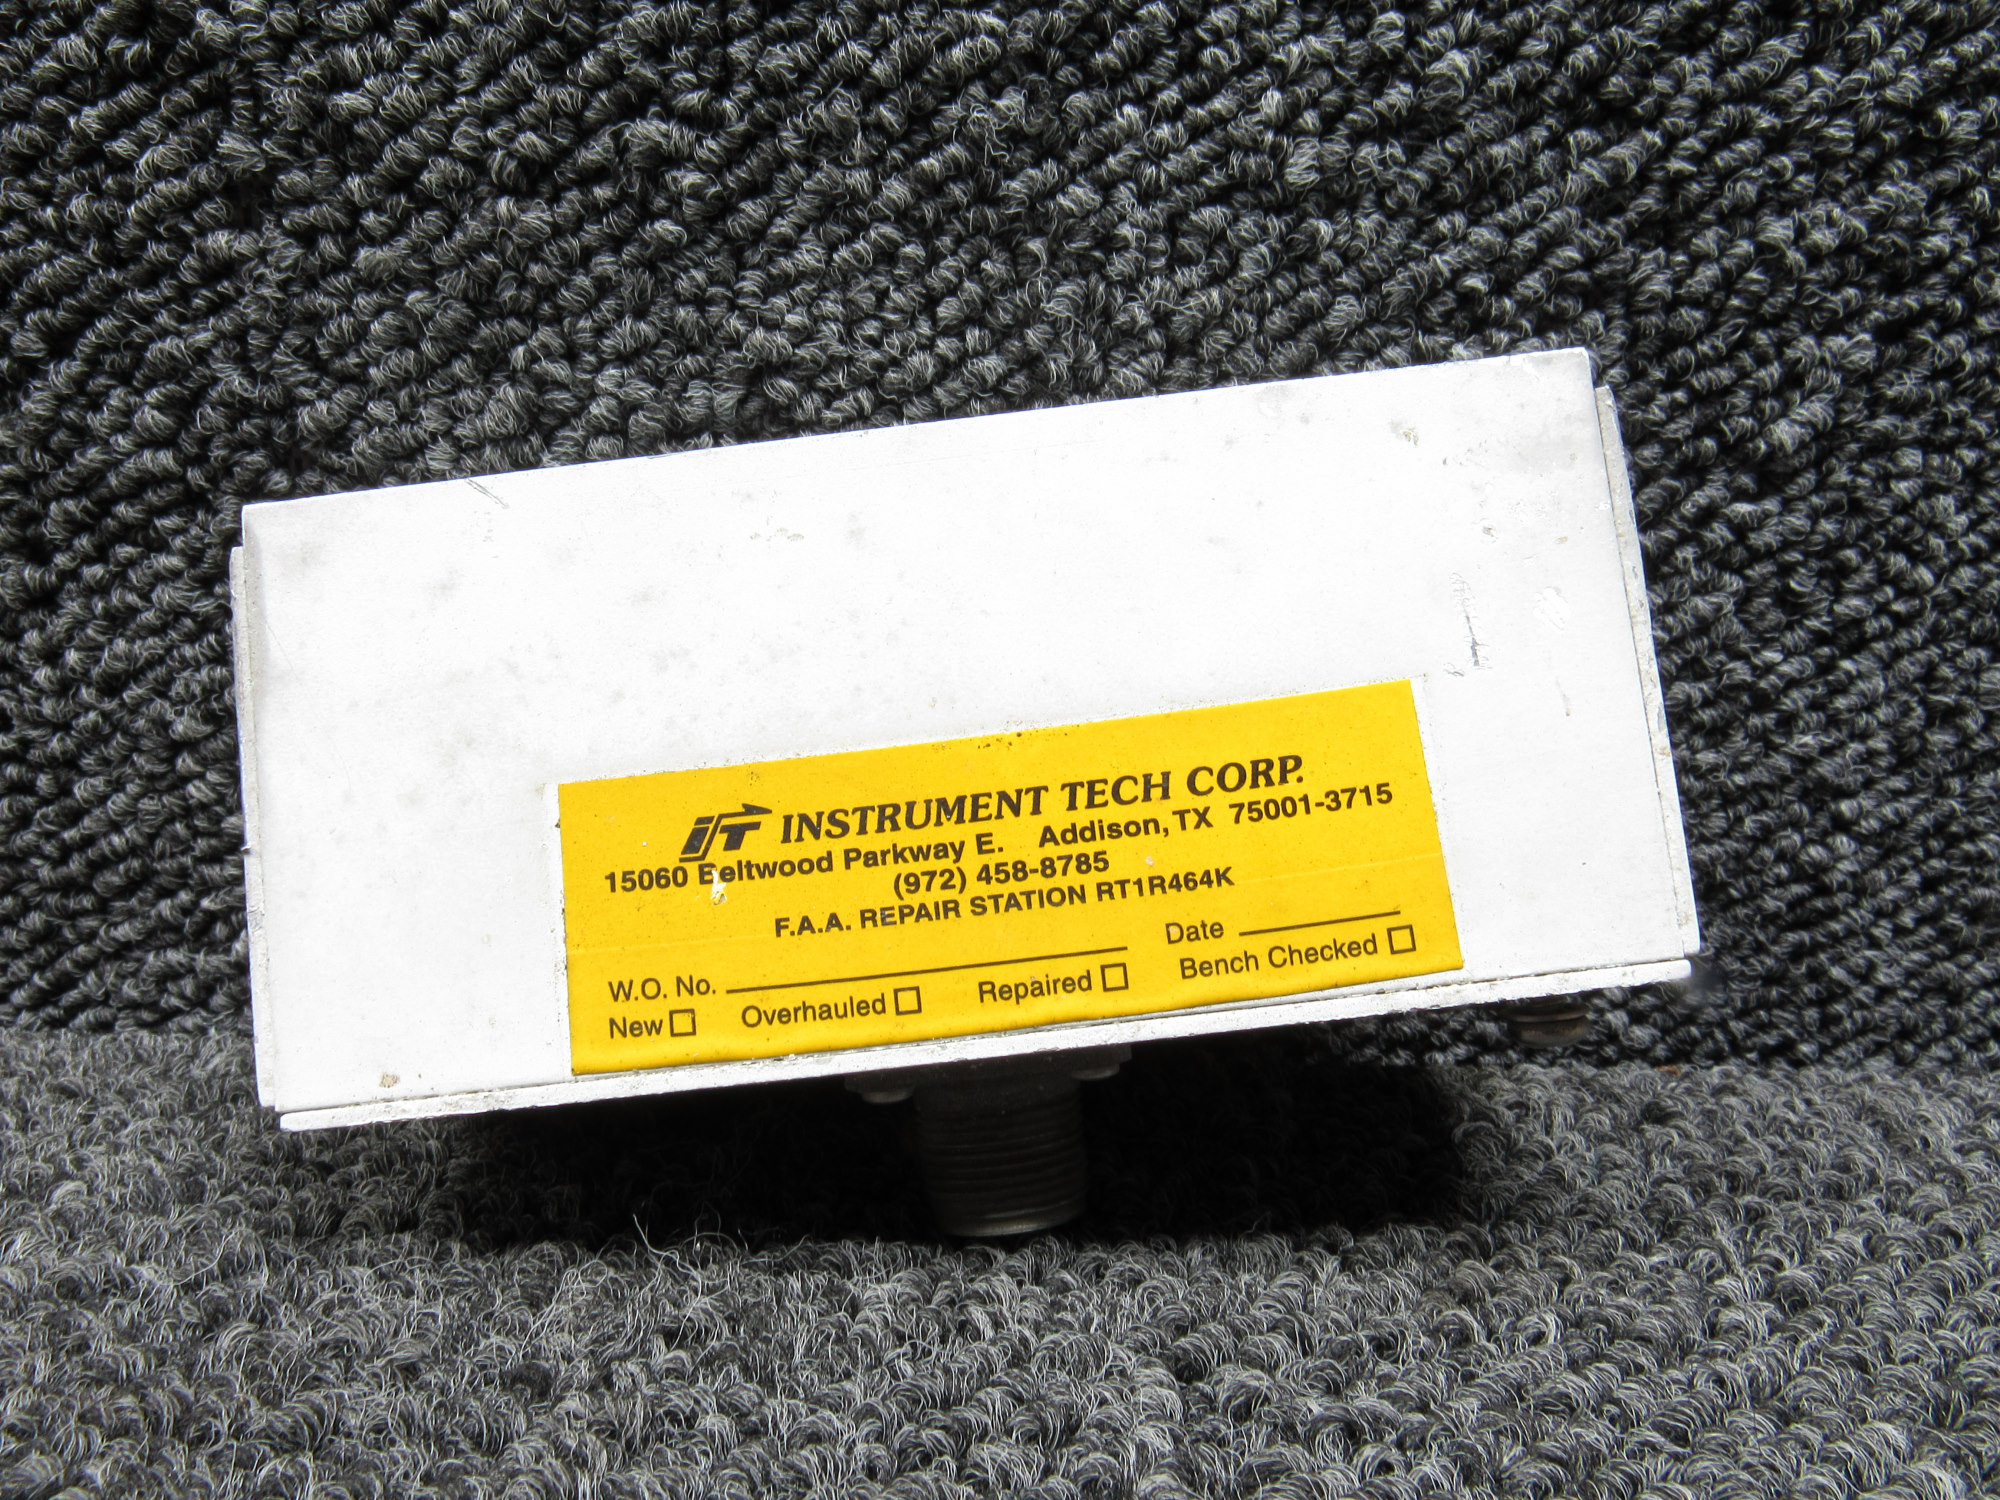 iT INSTRUMENT TECH CORP.
15060 Beltwood Parkway E. Addison, TX 75001-3715
(972) 458-8785
F.A.A. REPAIR STATION RT1R464K
W.O. No. Date
New Overhauled Repaired Bench Checked